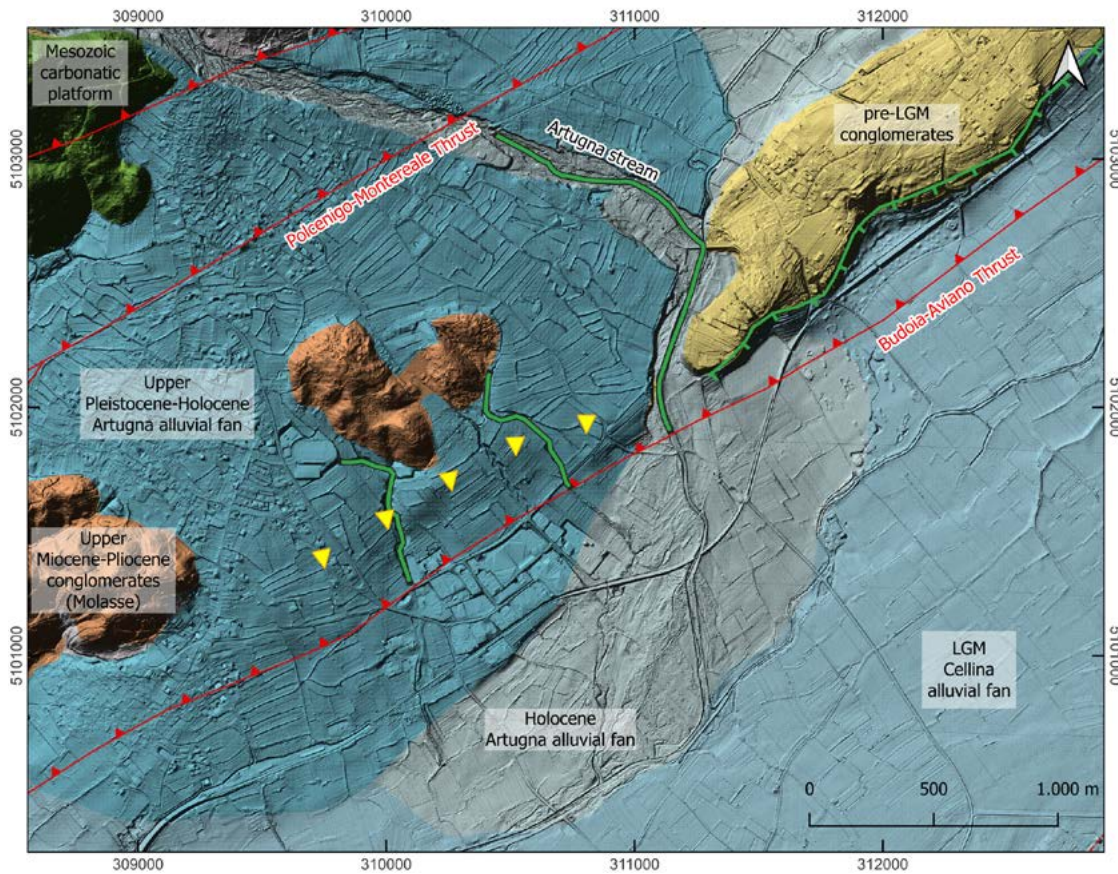 309000
310000
311000
312000
Mesozoic
carbonatic
platform
pre-LGM
conglomerates
Artugna stream
5103000
5103000
Polcenigo-Montereale Thrust
Budoia-Aviano Thrust
Upper
Pleistocene-Holocene
Artugna alluvial fan
5102000
5102000
Upper
Miocene-Pliocene
conglomerates
(Molasse)
5101000
5101000
LGM
Cellina
alluvial fan
Holocene
Artugna alluvial fan
0
500
1.000 m
309000
310000
311000
312000